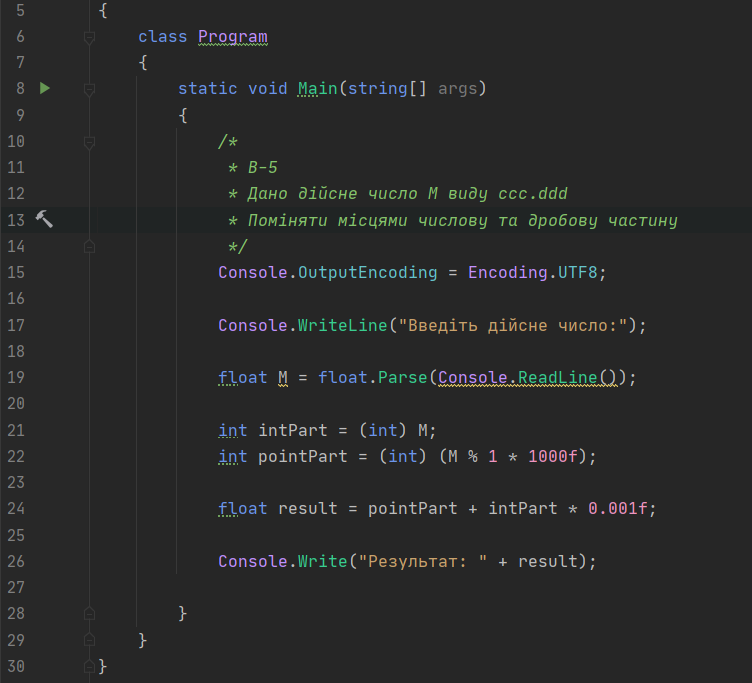 5 {
6 class Program
7 {
8 static void Main(string[] args)
9 {
10 /*
11 * В-5
12 * Дано дійсне число М виду ccc.ddd
13 * Поміняти місцями числову та дробову частину
14 */
15 Console.OutputEncoding = Encoding.UTF8;
16
17 Console.WriteLine("Введіть дійсне число:");
18
19 float M = float.Parse(Console.ReadLine());
20
21 int intPart = (int) M;
22 int pointPart = (int) (M % 1 * 1000f);
23
24 float result = pointPart + intPart * 0.001f;
25
26 Console.Write("Результат: " + result);
27
28 }
29 }
30 }